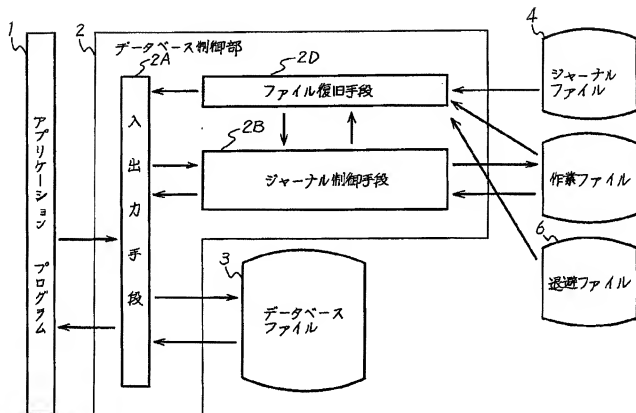 1
アプリケーション プログラム
2
データベース制御部
2A
入出力手段
2D
ファイル復旧手段
2B
ジャーナル制御手段
3
データベース
ファイル
4
ジャーナル
ファイル
作業ファイル
6
退避ファイル